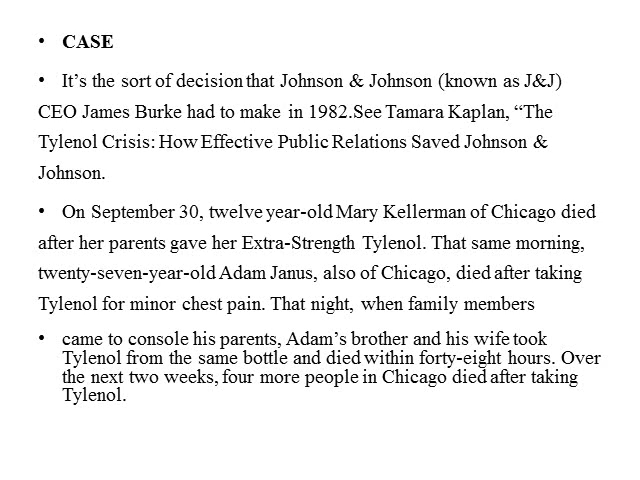 • CASE
• It’s the sort of decision that Johnson & Johnson (known as J&J)
CEO James Burke had to make in 1982.See Tamara Kaplan, “The
Tylenol Crisis: How Effective Public Relations Saved Johnson &
Johnson.
• On September 30, twelve year-old Mary Kellerman of Chicago died
after her parents gave her Extra-Strength Tylenol. That same morning,
twenty-seven-year-old Adam Janus, also of Chicago, died after taking
Tylenol for minor chest pain. That night, when family members
• came to console his parents, Adam’s brother and his wife took
Tylenol from the same bottle and died within forty-eight hours. Over
the next two weeks, four more people in Chicago died after taking
Tylenol.